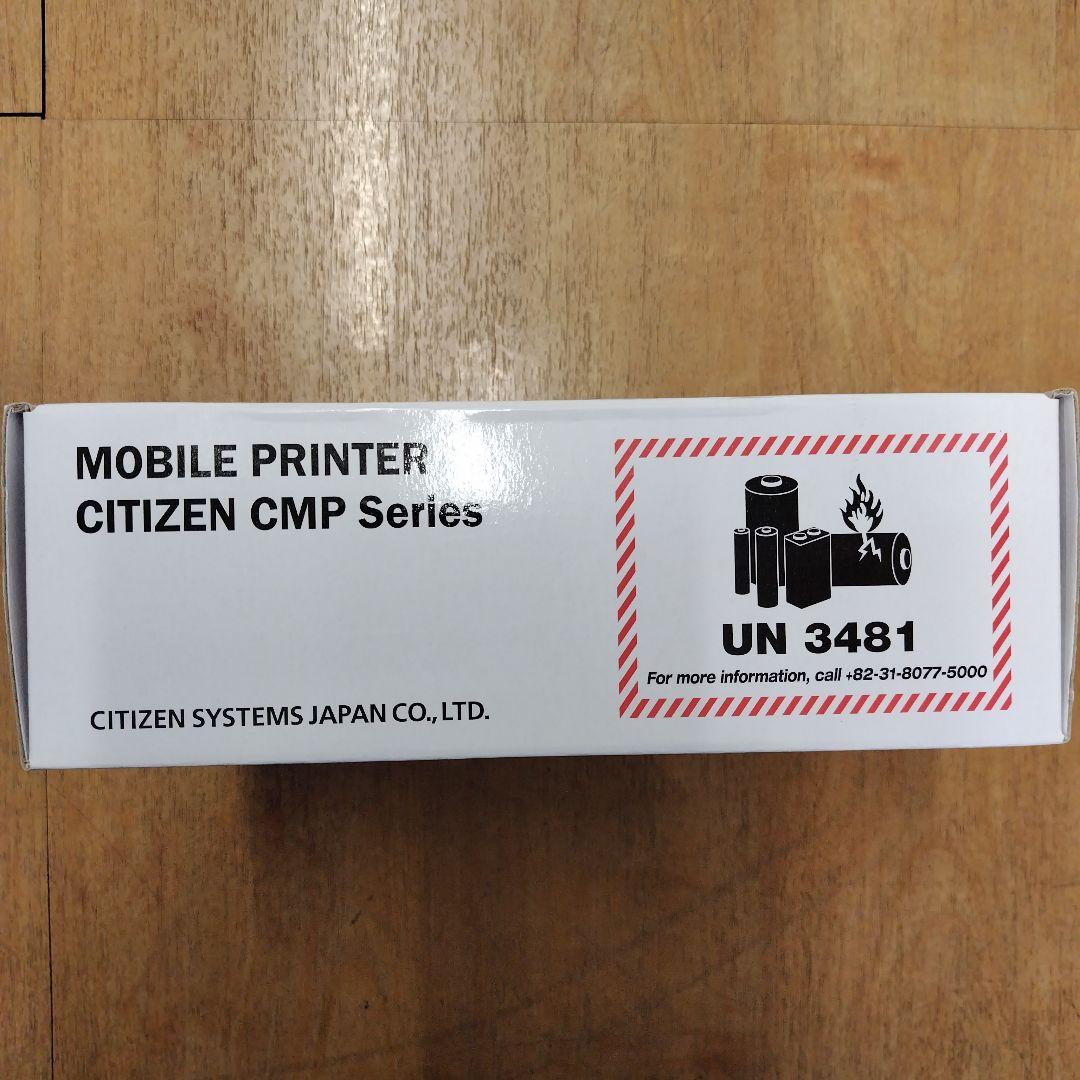 MOBILE PRINTER
CITIZEN CMP Series
CITIZEN SYSTEMS JAPAN CO., LTD.
UN 3481
For more information, call +82-31-8077-5000